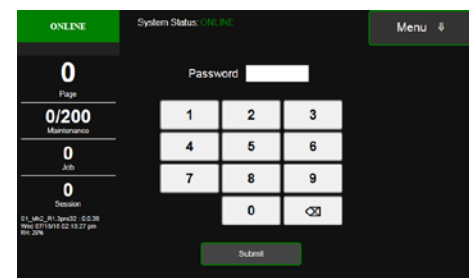 ONLINE
System Status: ONLINE
Menu
Password
0
Page
0/200
Maintenance
0
Job
0
Session
1 2 3
4 5 6
7 8 9
0
Submit